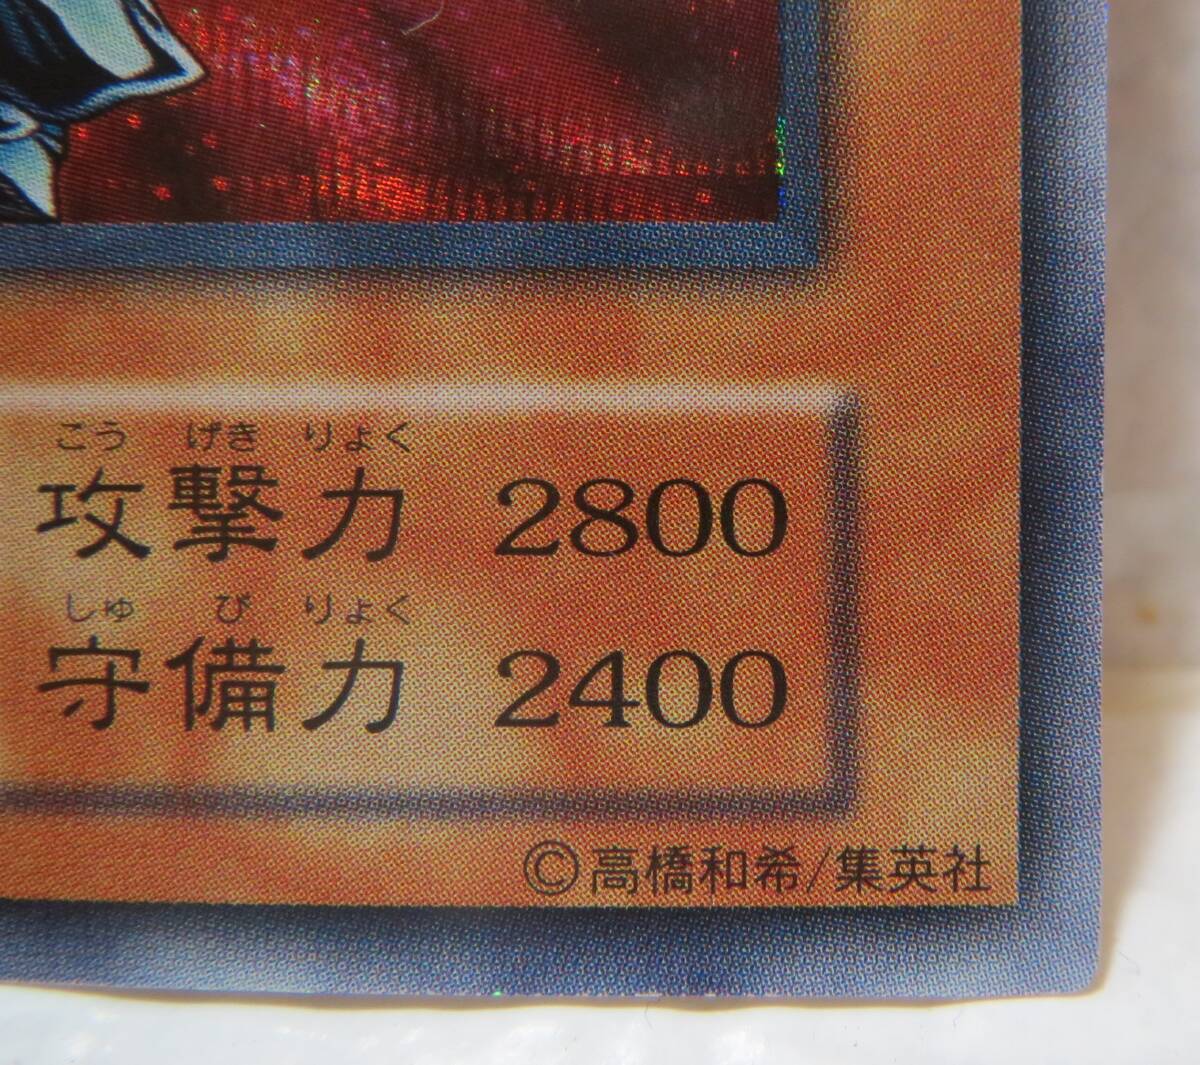 こう げき りょく
攻撃力 2800
しゅ び りょく
守備力 2400
©高橋和希/集英社